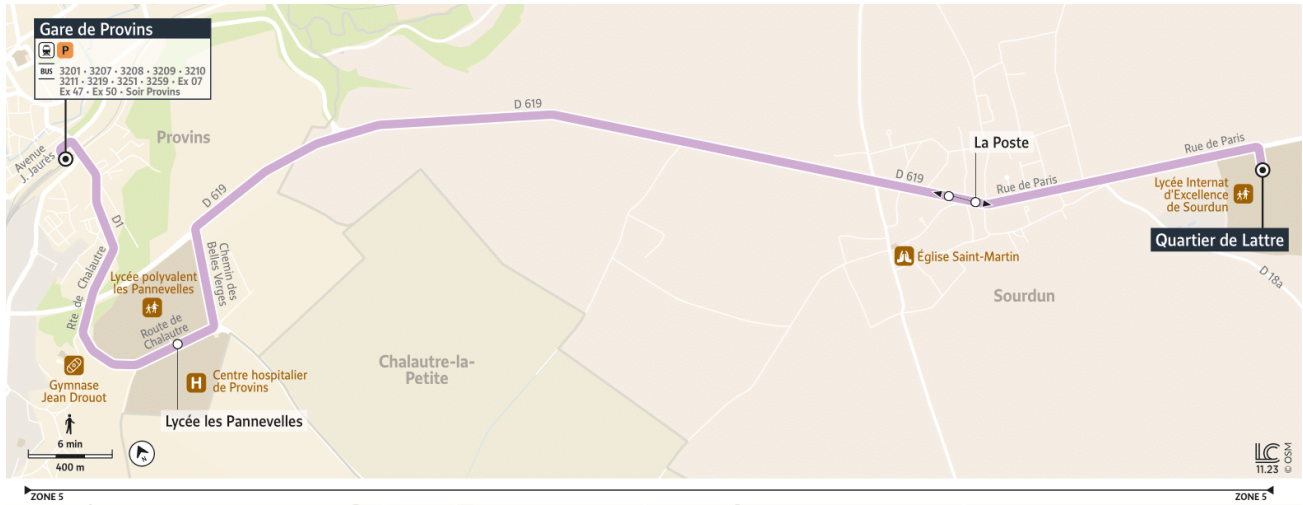 Gare de Provins
P
BUS 3201 • 3207 • 3208 • 3209 • 3210
3211 • 3219 • 3251 • 3259 • Ex 07
Ex 47 • Ex 50 • Soir Provins
Avenue
J. Jaurès
Provins
D 619
D 619
D1
Rte de Chalautre
Chemin des
Belles Verges
Lycée polyvalent
les Pannevelles
Route de
Chalautre
Gymnase
Jean Drouot
H
Centre hospitalier
de Provins
Lycée les Pannevelles
Chalautre-la-
Petite
D 619
La Poste
Rue de Paris
Rue de Paris
Église Saint-Martin
Sourdun
Lycée Internat
d'Excellence
de Sourdun
Quartier de Lattre
D 18a
6 min
400 m
N
LC
11.23
© OSM
ZONE 5
ZONE 5